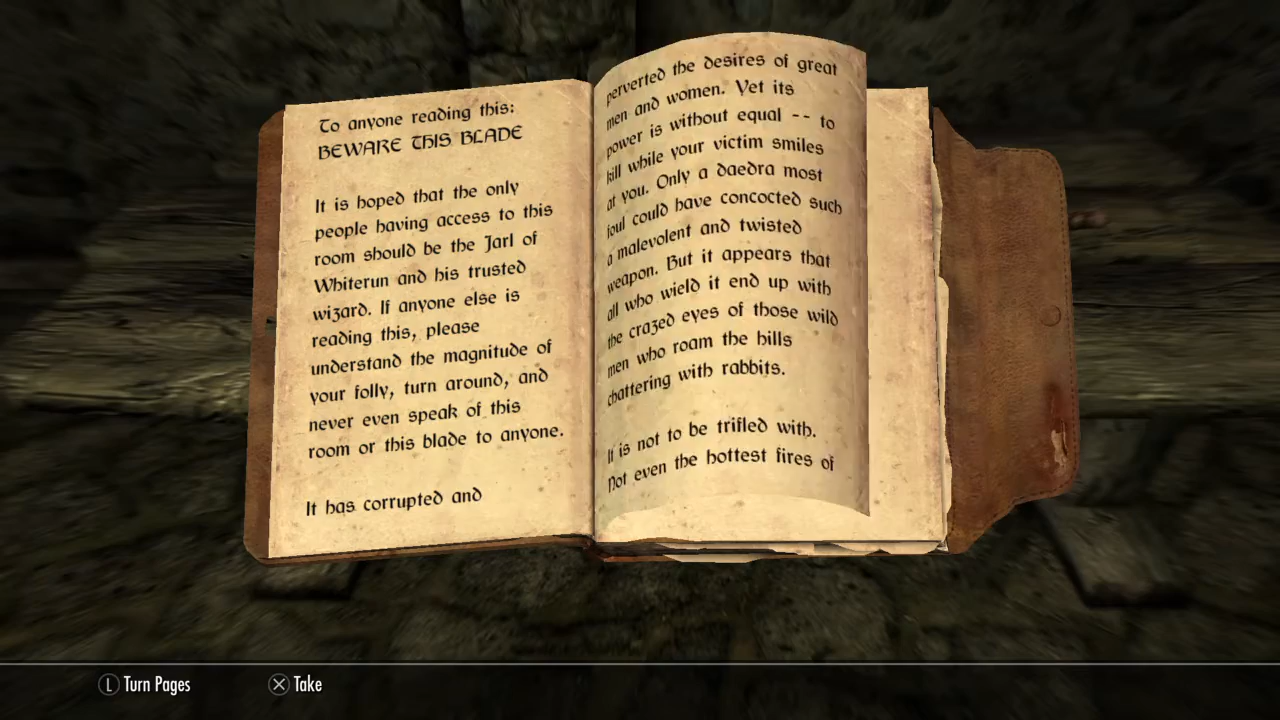 To anyone reading this:
BEWARE THIS BLADE
It is hoped that the only
people having access to this
room should be the Jarl of
Whiterun and his trusted
wizard. If anyone else is
reading this, please
understand the magnitude of
your folly, turn around, and
never even speak of this
room or this blade to anyone.
It has corrupted and
perverted the desires of great
men and women. Yet its
power is without equal -- to
kill while your victim smiles
at you. Only a daedra most
foul could have concocted such
a malevolent and twisted
weapon. But it appears that
all who wield it end up with
the crazed eyes of those wild
men who roam the hills
chattering with rabbits.
It is not to be trifled with.
Not even the hottest fires of
L Turn Pages
X Take